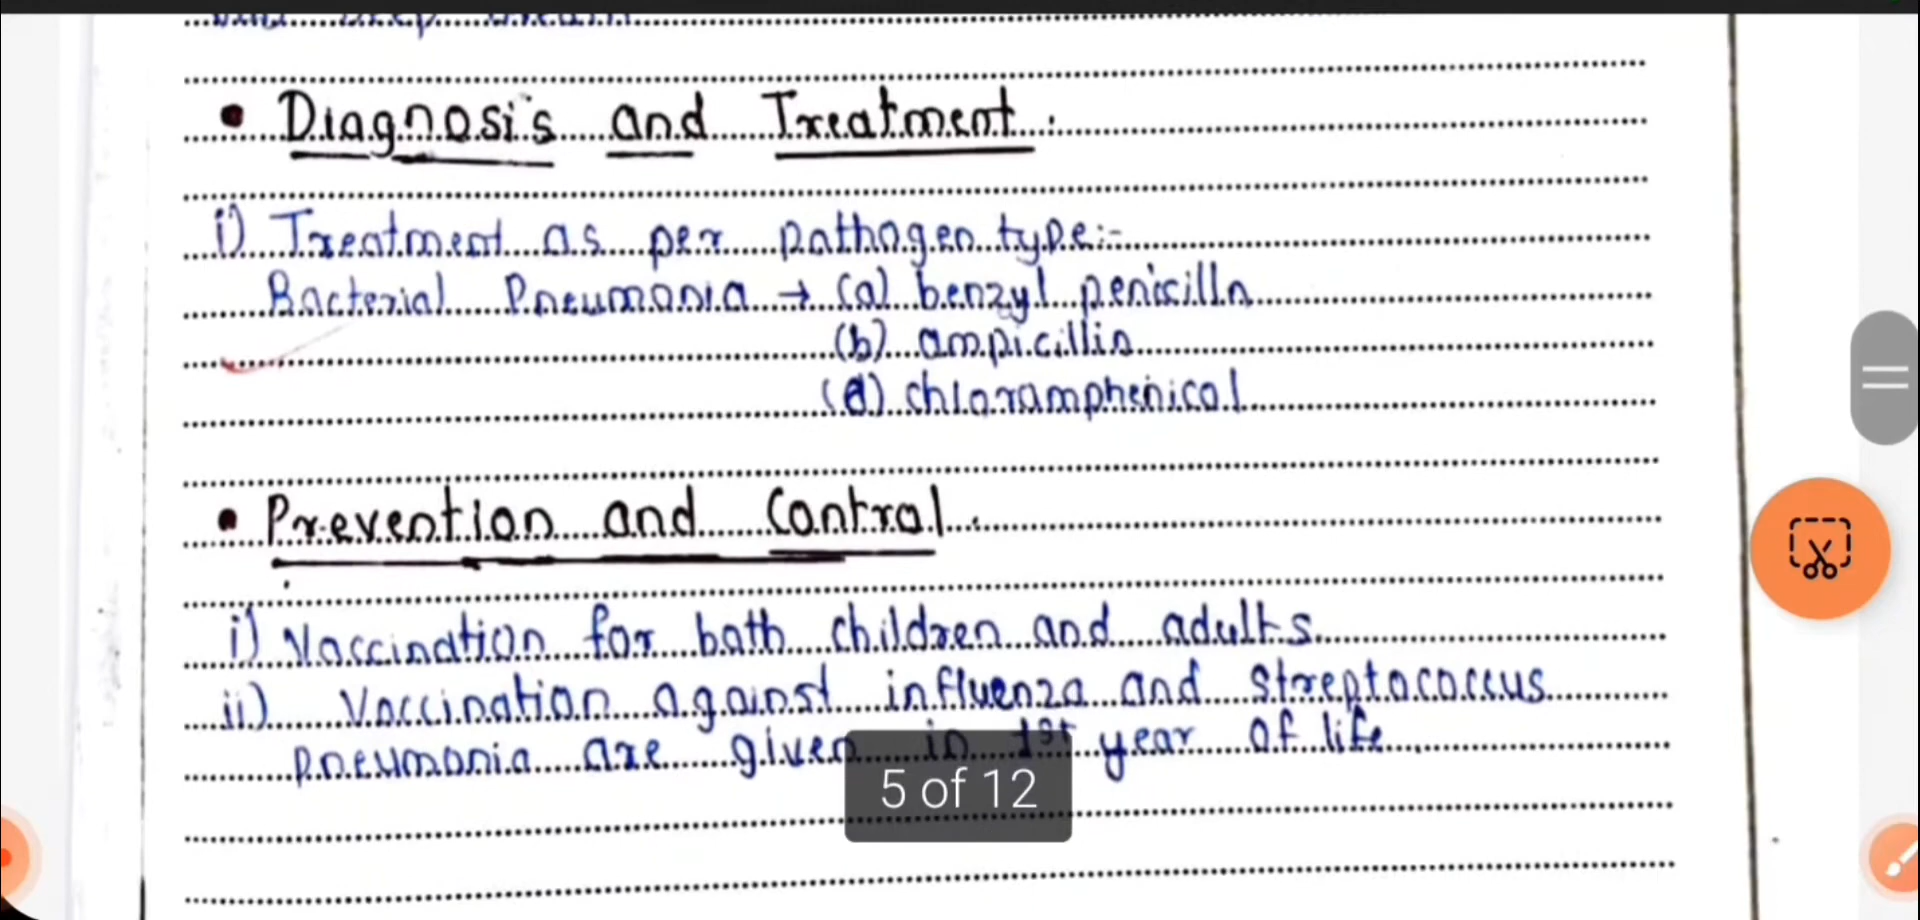 • Diagnosis and Treatment :
i) Treatment as per pathogen type:-
Bacterial Pneumonia → (a) benzyl penicilln
(b) ampicillin
(d) chloramphenical
• Prevention and Control :
i) Vaccination for both children and adults
ii) Vaccination against influenza and streptococcus
pneumonia are given in 1st year of life
5 of 12